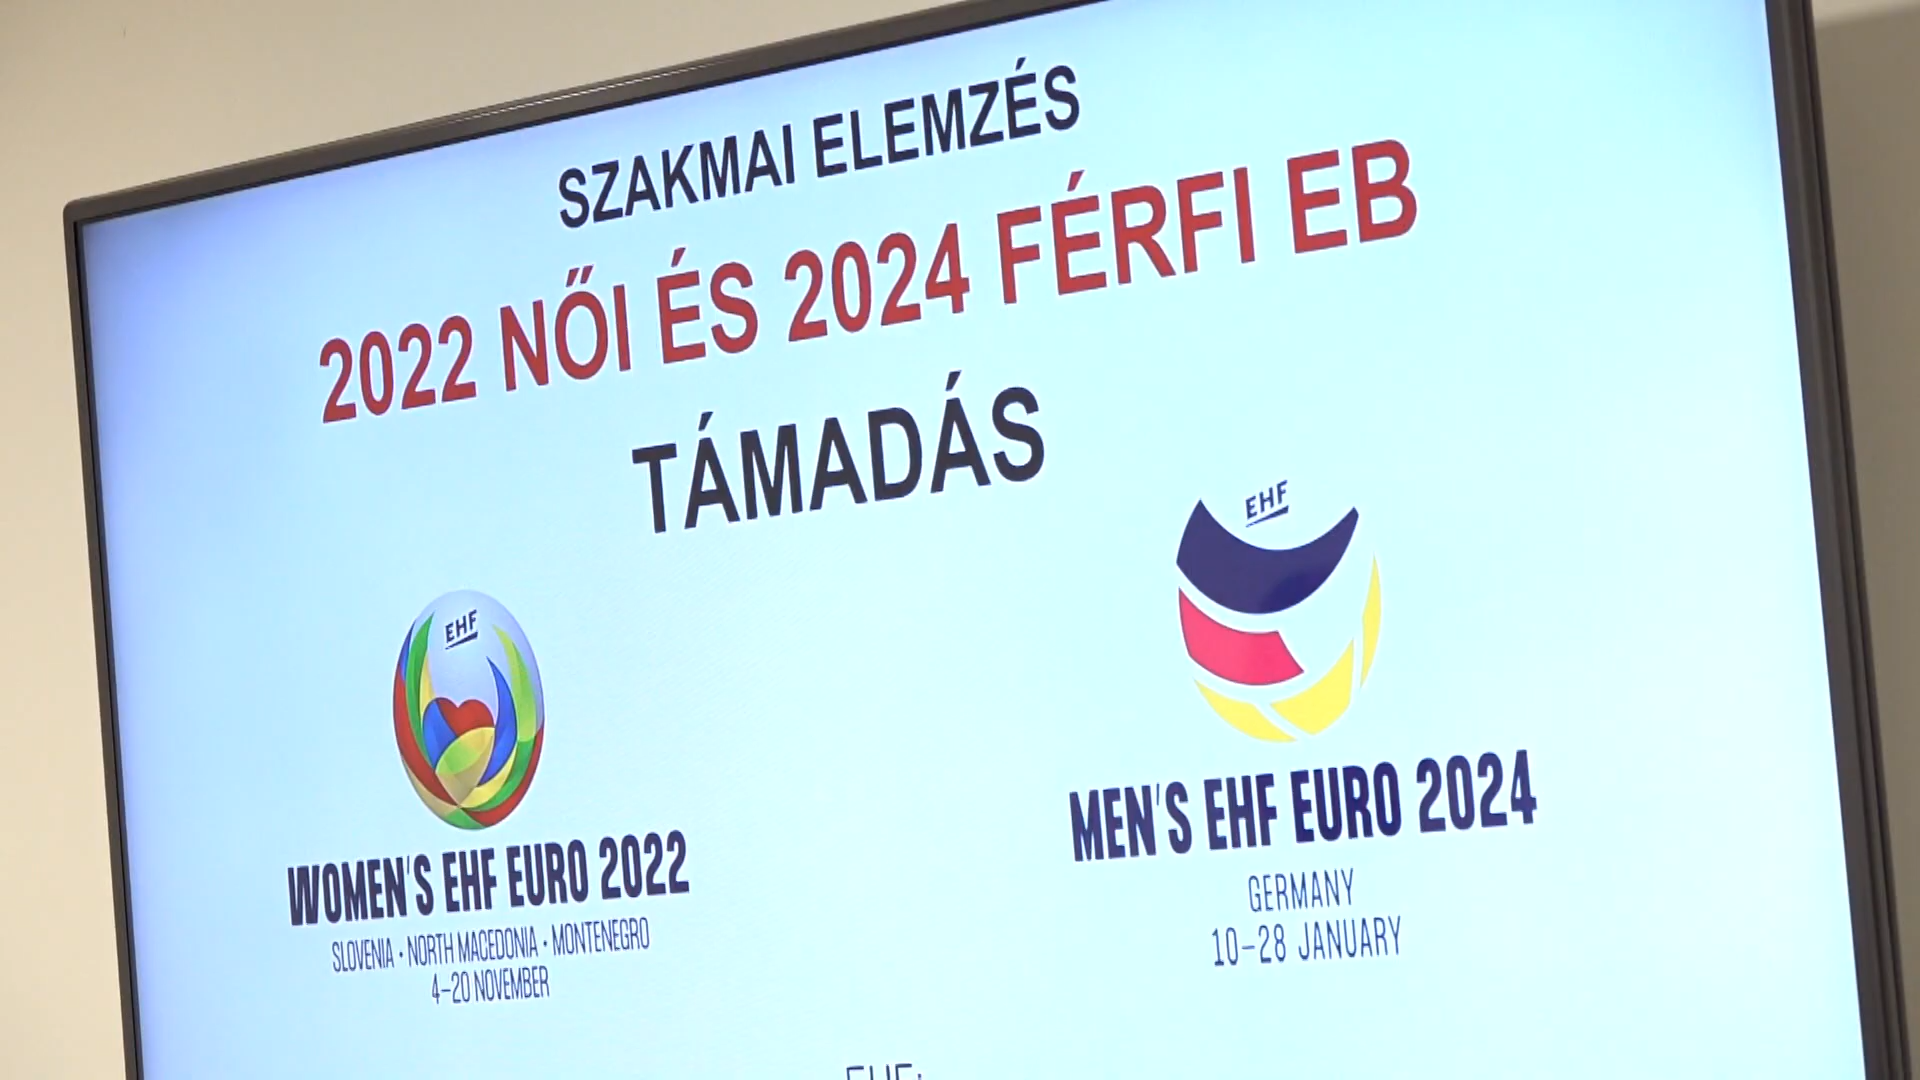 SZAKMAI ELEMZÉS
2022 NŐI ÉS 2024 FÉRFI EB
TÁMADÁS
EHF
EHF
WOMEN'S EHF EURO 2022
SLOVENIA · NORTH MACEDONIA · MONTENEGRO
4–20 NOVEMBER
MEN'S EHF EURO 2024
GERMANY
10–28 JANUARY
EHF: